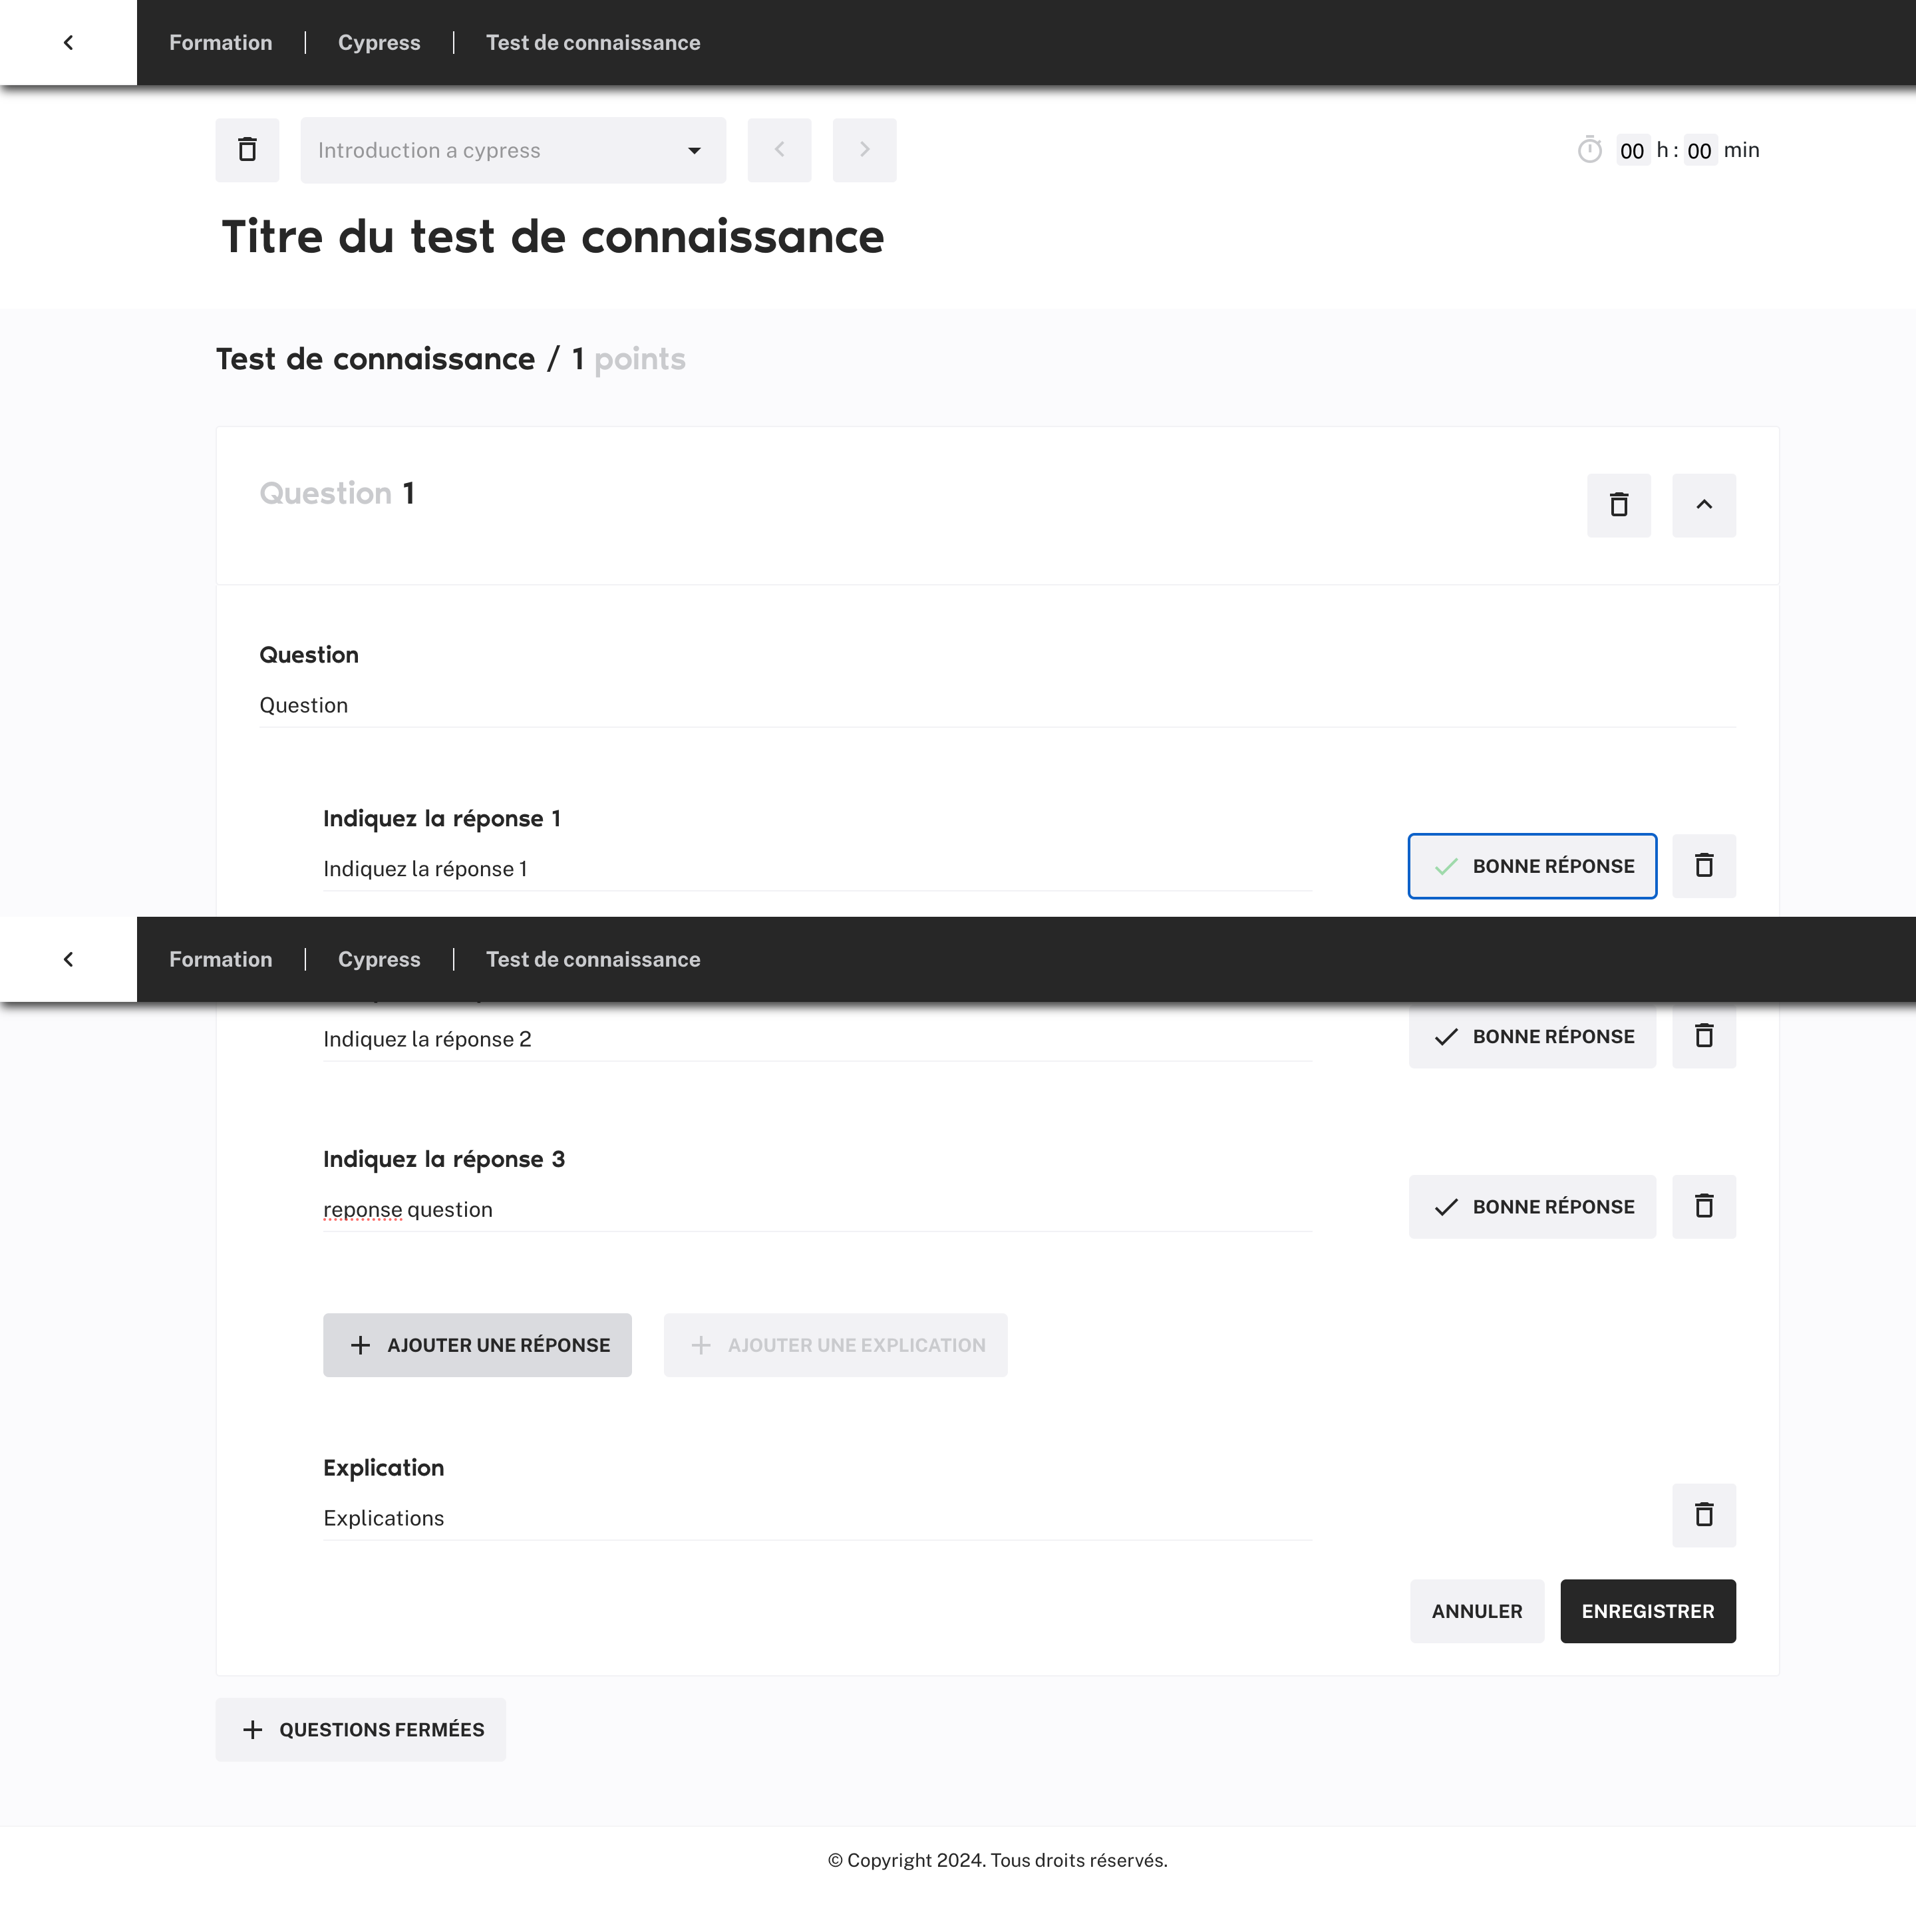 Formation | Cypress | Test de connaissance
Introduction a cypress
00 h : 00 min
Titre du test de connaissance
Test de connaissance / 1 points
Question 1
Question
Question
Indiquez la réponse 1
Indiquez la réponse 1
BONNE RÉPONSE
Formation | Cypress | Test de connaissance
Indiquez la réponse 2
BONNE RÉPONSE
Indiquez la réponse 3
reponse question
BONNE RÉPONSE
AJOUTER UNE RÉPONSE
AJOUTER UNE EXPLICATION
Explication
Explications
ANNULER
ENREGISTRER
QUESTIONS FERMÉES
© Copyright 2024. Tous droits réservés.